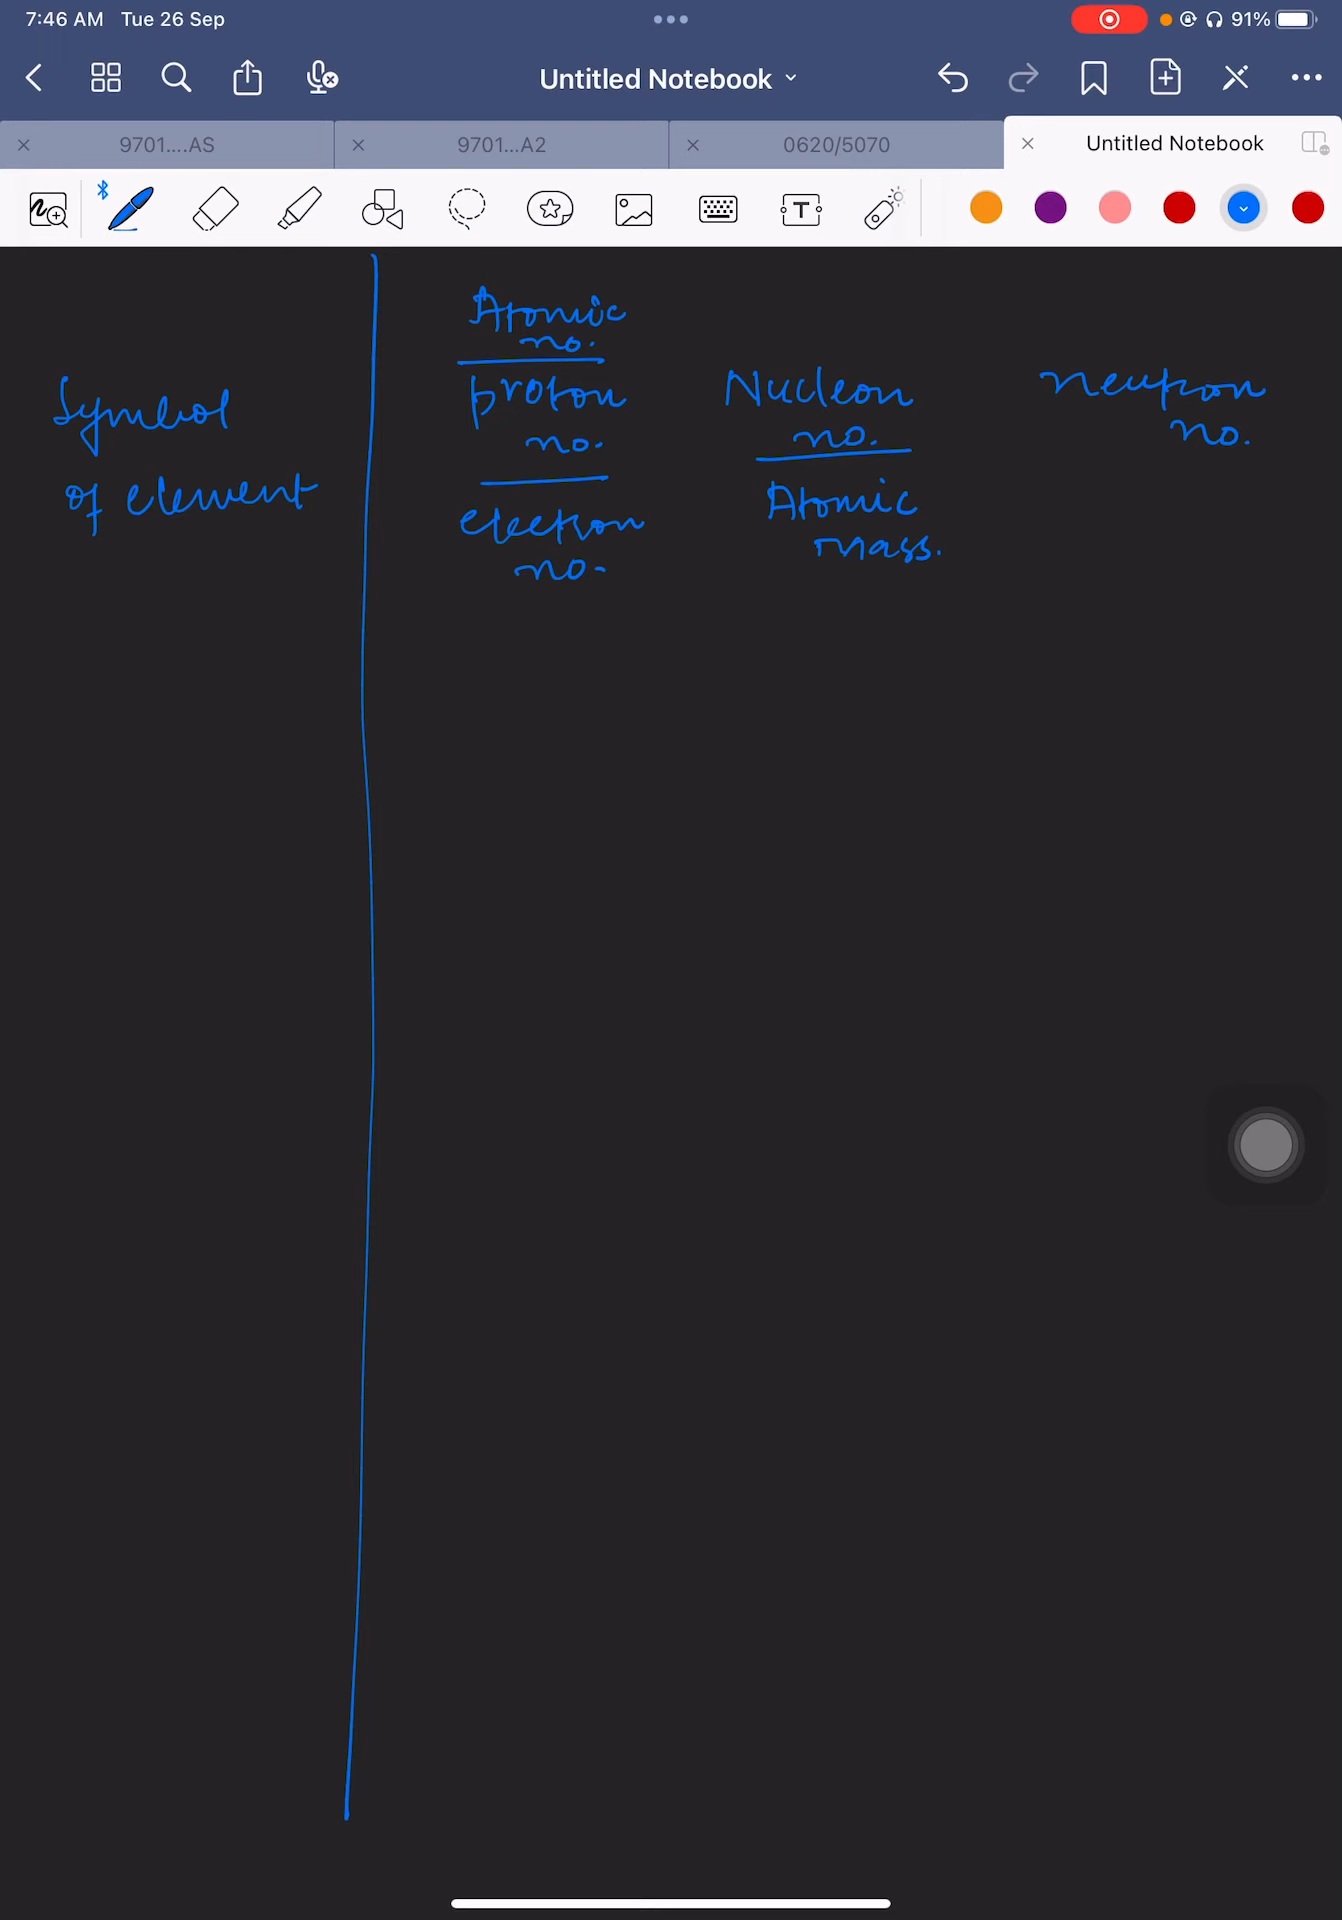 7:46 AM Tue 26 Sep
91%
Untitled Notebook
9701....AS
9701...A2
0620/5070
Untitled Notebook
T
Symbol
of element
Atomic
no.
proton
no.
electron
no.
Nucleon
no.
Atomic
mass.
neutron
no.